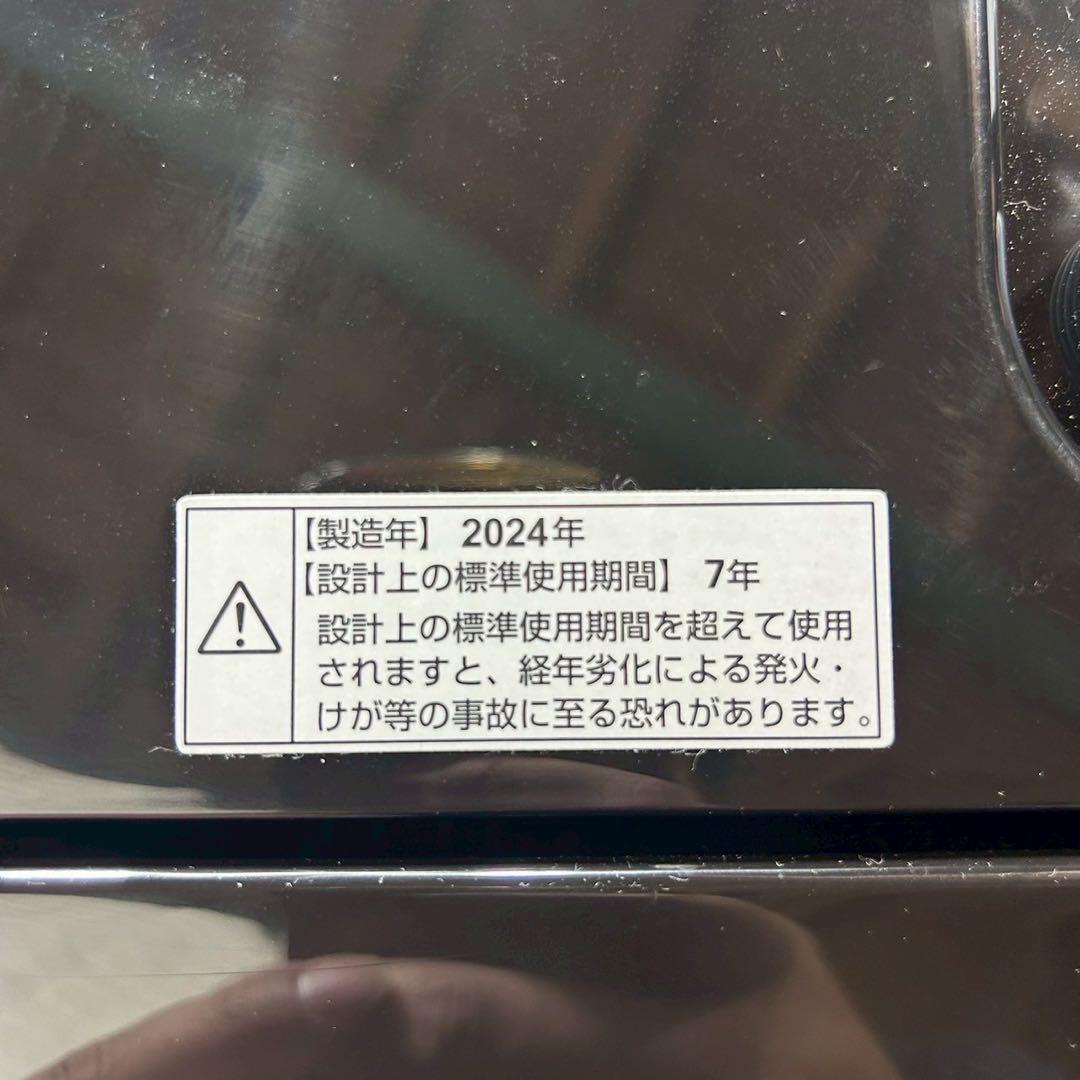 【製造年】 2024年
【設計上の標準使用期間】 7年
設計上の標準使用期間を超えて使用
されますと、経年劣化による発火・
けが等の事故に至る恐れがあります。